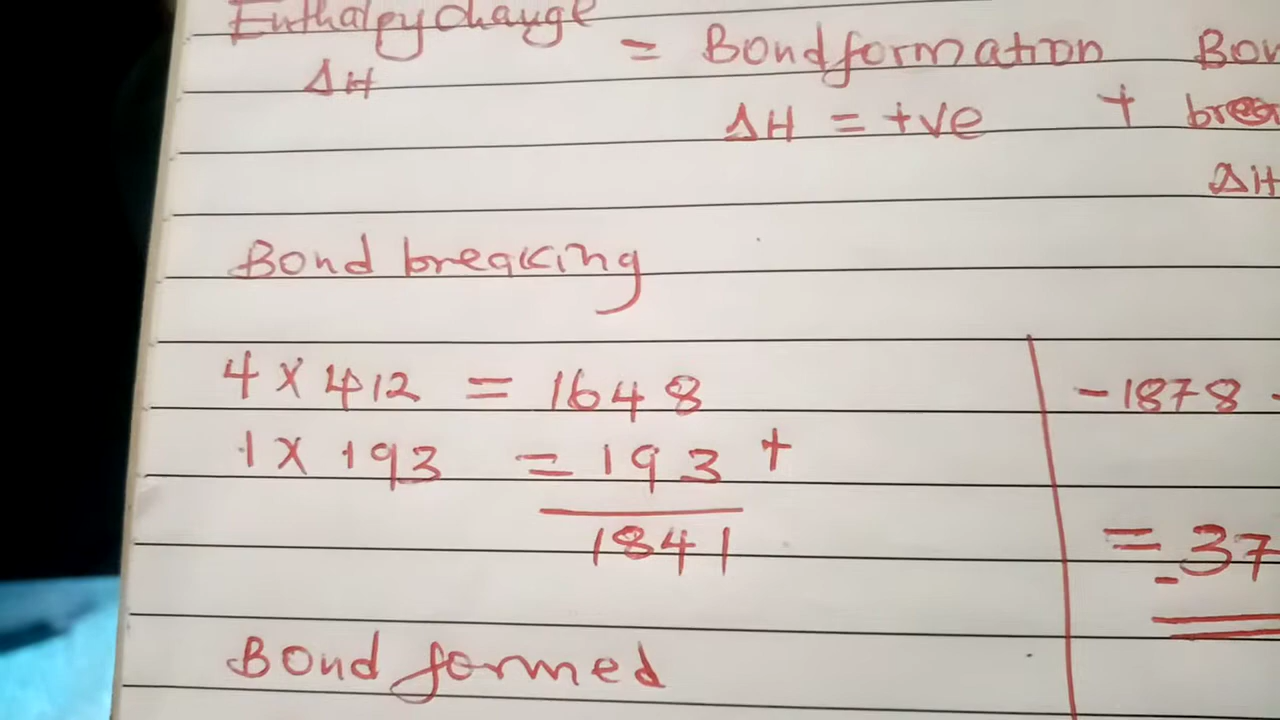 Enthalpy change
= Bond formation Bon
ΔH
ΔH = +ve + brea
ΔH
Bond breaking
4 x 412 = 1648
1 x 193 = 193 +
1841
-1878 -
= -37
Bond formed